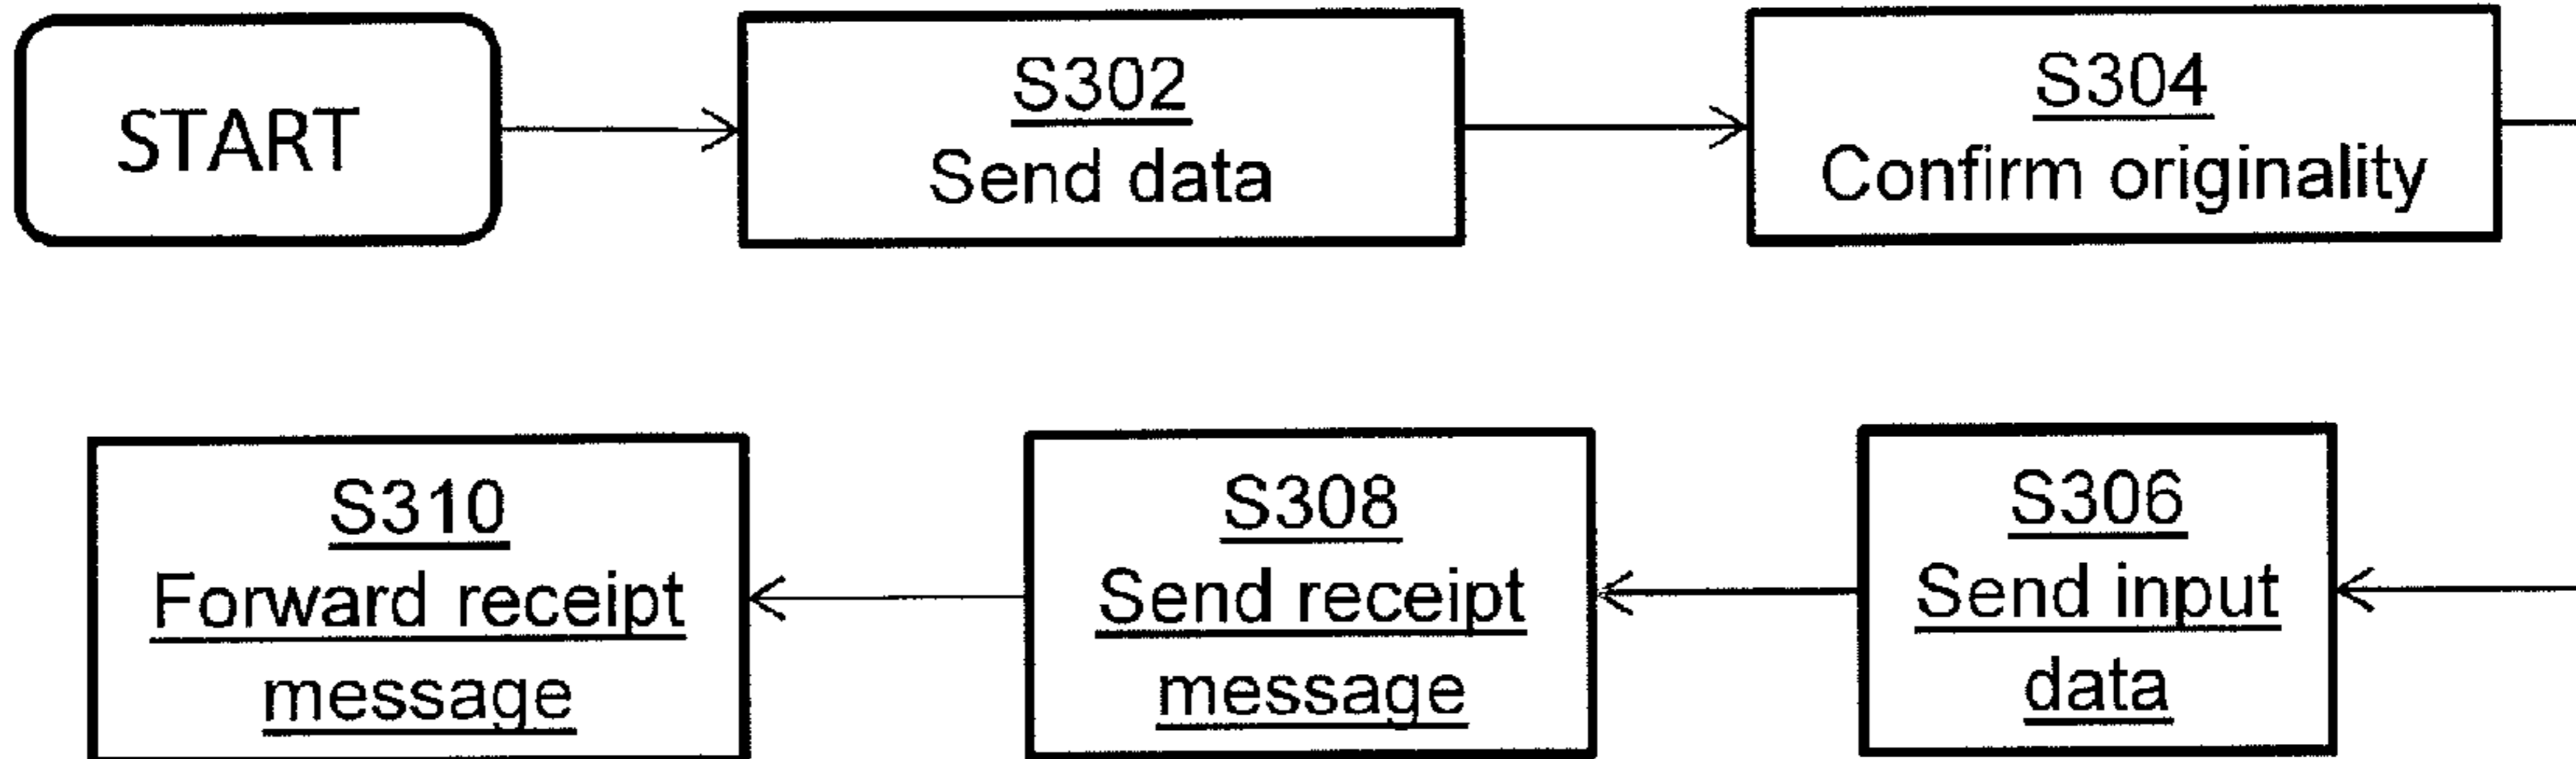 START
S302
Send data
S304
Confirm originality
S306
Send input
data
S308
Send receipt
message
S310
Forward receipt
message